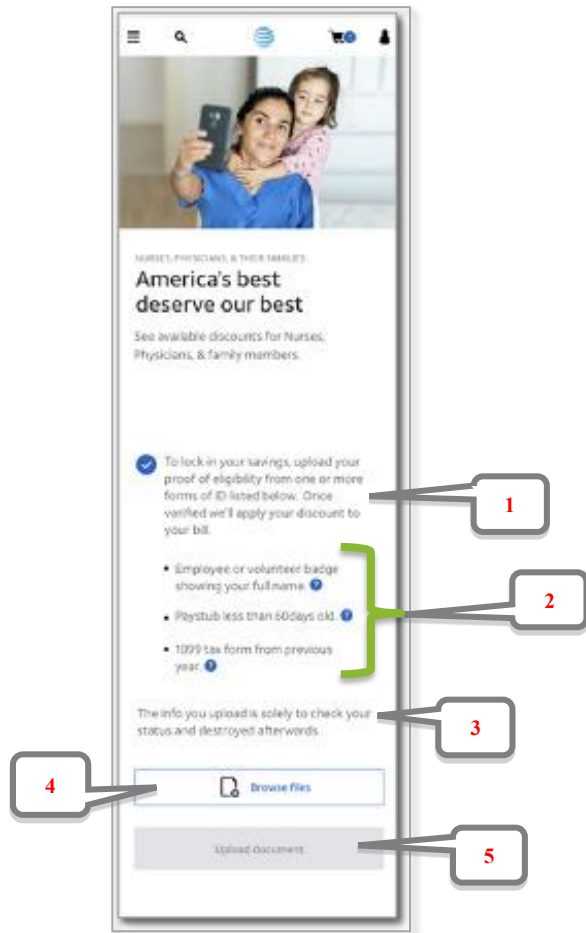 NURSES, PHYSICIANS, & THEIR FAMILIES
America's best
deserve our best
See available discounts for Nurses,
Physicians, & family members.
To lock in your savings, upload your
proof of eligibility from one or more
forms of ID listed below. Once
verified we'll apply your discount to
your bill.
1
• Employee or volunteer badge
showing your full name. ?
• Paystub less than 60days old. ?
• 1099 tax form from previous
year. ?
2
The info you upload is solely to check your
status and destroyed afterwards.
3
4
Browse files
Upload document
5